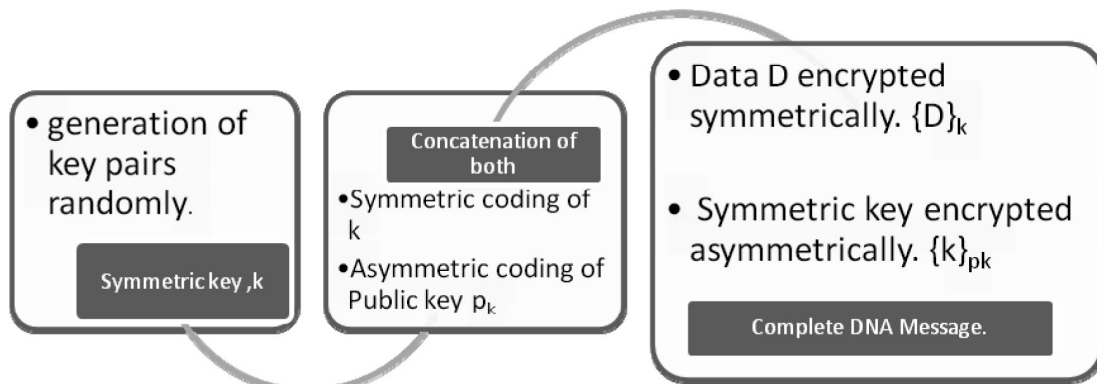 • generation of
key pairs
randomly.
Symmetric key ,k
Concatenation of
both
•Symmetric coding of
k
•Asymmetric coding of
Public key pk
• Data D encrypted
symmetrically. {D}k
• Symmetric key encrypted
asymmetrically. {k}pk
Complete DNA Message.